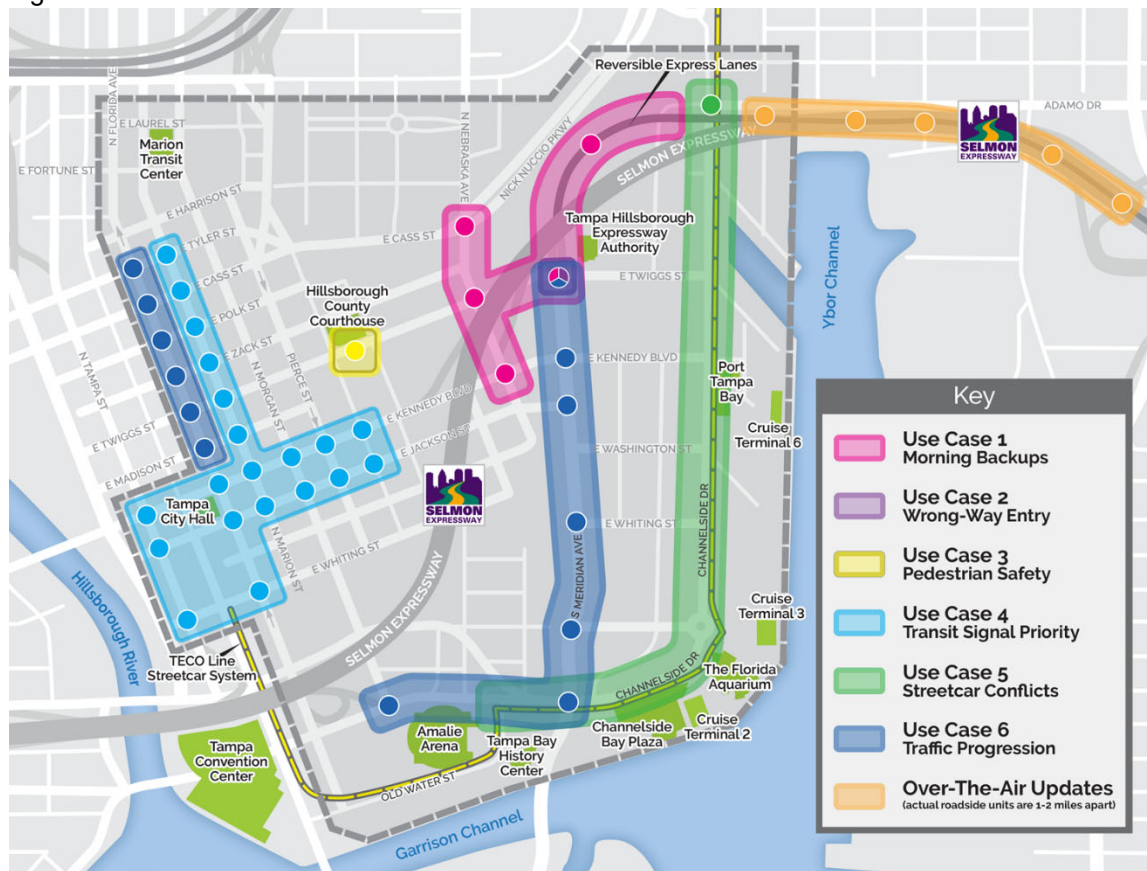 Reversible Express Lanes
N FLORIDA AVE
E LAUREL ST
Marion
Transit
Center
E FORTUNE ST
N NEBRASKA AVE
NICK NUCCIO PKWY
SELMON EXPRESSWAY
ADAMO DR
SELMON
EXPRESSWAY
E HARRISON ST
E TYLER ST
E CASS ST
E CASS ST
Tampa Hillsborough
Expressway
Authority
E TWIGGS ST
E POLK ST
Hillsborough
County
Courthouse
E ZACK ST
N TAMPA ST
N MORGAN ST
PIERCE ST
E KENNEDY BLVD
E KENNEDY BLVD
E JACKSON ST
E TWIGGS ST
E MADISON ST
Port
Tampa
Bay
Cruise
Terminal 6
Ybor Channel
E WASHINGTON ST
SELMON
EXPRESSWAY
Tampa
City Hall
E WHITING ST
E WHITING ST
N MARION ST
CHANNELSIDE DR
S MERIDIAN AVE
SELMON EXPRESSWAY
Hillsborough River
TECO Line
Streetcar System
Cruise
Terminal 3
The Florida
Aquarium
CHANNELSIDE DR
Cruise
Terminal 2
Channelside
Bay Plaza
Amalie
Arena
Tampa Bay
History
Center
Tampa
Convention
Center
OLD WATER ST
Garrison Channel
Key
Use Case 1
Morning Backups
Use Case 2
Wrong-Way Entry
Use Case 3
Pedestrian Safety
Use Case 4
Transit Signal Priority
Use Case 5
Streetcar Conflicts
Use Case 6
Traffic Progression
Over-The-Air Updates
(actual roadside units are 1-2 miles apart)